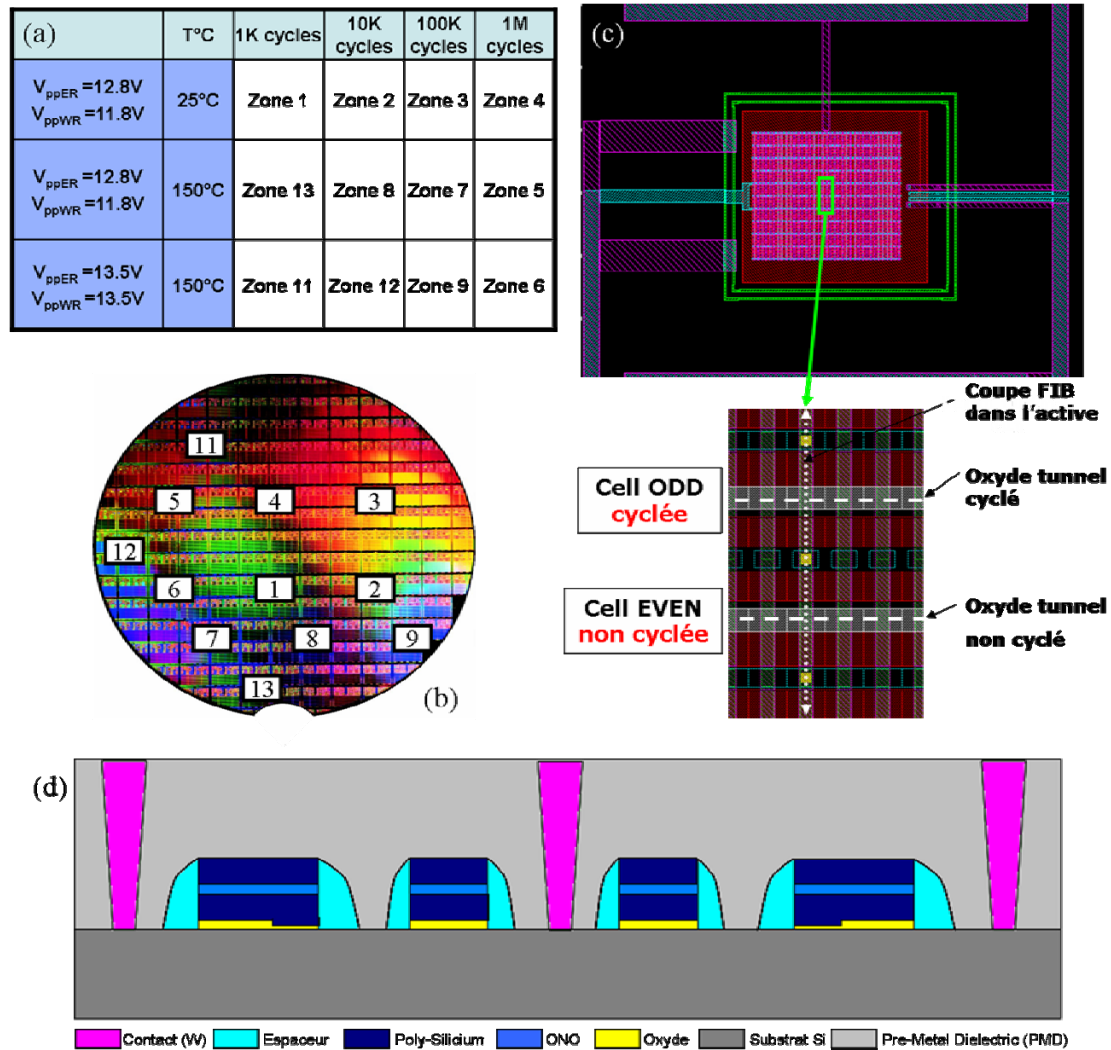 (a)
T°C 1K cycles 10K cycles 100K cycles 1M cycles
VppER =12.8V
VppWR =11.8V
25°C Zone 1 Zone 2 Zone 3 Zone 4
VppER =12.8V
VppWR =11.8V
150°C Zone 13 Zone 8 Zone 7 Zone 5
VppER =13.5V
VppWR =13.5V
150°C Zone 11 Zone 12 Zone 9 Zone 6
(c)
11
5 4 3
12
6 1 2
7 8 9
13
(b)
Coupe FIB
dans l'active
Cell ODD
cyclée
Oxyde tunnel
cyclé
Cell EVEN
non cyclée
Oxyde tunnel
non cyclé
(d)
Contact (W) Espaceur Poly-Silicium ONO Oxyde Substrat Si Pre-Metal Dielectric (PMD)